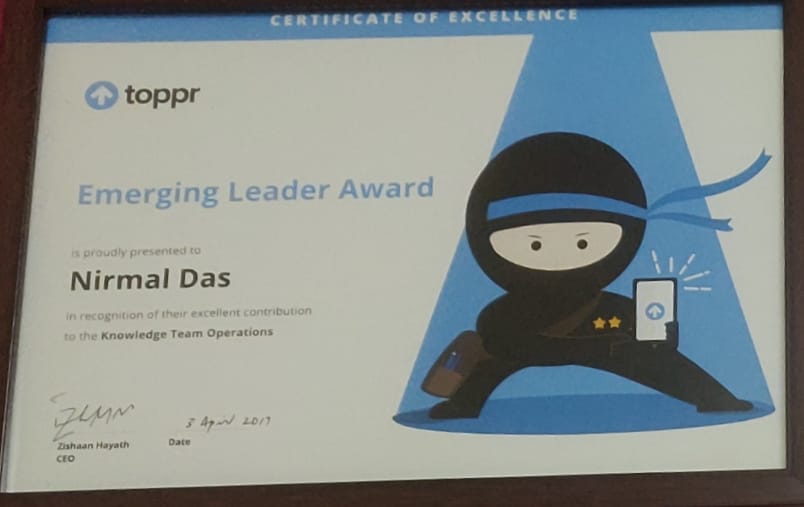 CERTIFICATE OF EXCELLENCE
toppr
Emerging Leader Award
is proudly presented to
Nirmal Das
in recognition of their excellent contribution
to the Knowledge Team Operations
3 April 2017
Zishaan Hayath
Date
CEO